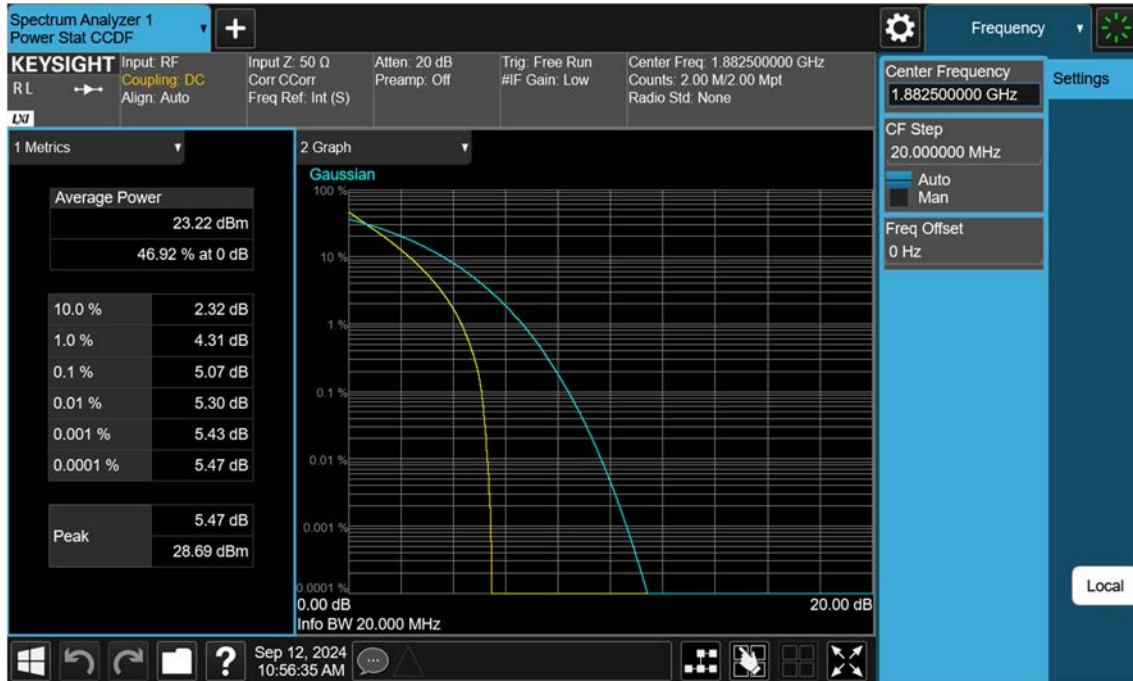 Spectrum Analyzer 1
Power Stat CCDF
Frequency
KEYSIGHT
R L
LXI
Input: RF
Coupling: DC
Align: Auto
Input Z: 50 Ω
Corr CCorr
Freq Ref: Int (S)
Atten: 20 dB
Preamp: Off
Trig: Free Run
#IF Gain: Low
Center Freq: 1.882500000 GHz
Counts: 2.00 M/2.00 Mpt
Radio Std: None
Center Frequency
1.882500000 GHz
Settings
CF Step
20.000000 MHz
Auto
Man
Freq Offset
0 Hz
1 Metrics
Average Power
23.22 dBm
46.92 % at 0 dB
10.0 % 2.32 dB
1.0 % 4.31 dB
0.1 % 5.07 dB
0.01 % 5.30 dB
0.001 % 5.43 dB
0.0001 % 5.47 dB
Peak
5.47 dB
28.69 dBm
2 Graph
Gaussian
100 %
10 %
1 %
0.1 %
0.01 %
0.001 %
0.0001 %
0.00 dB 20.00 dB
Info BW 20.000 MHz
Local
?
Sep 12, 2024
10:56:35 AM